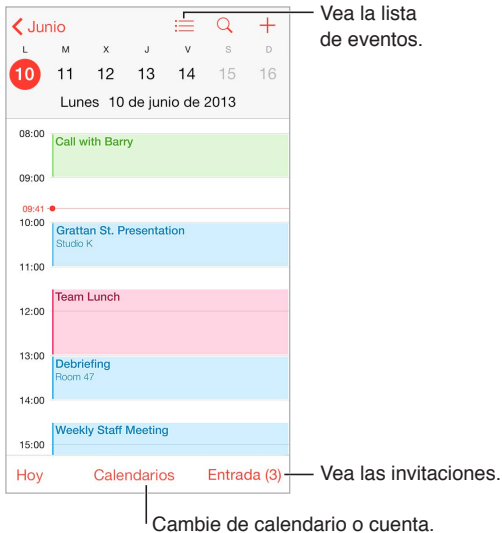 Vea la lista
de eventos.
Junio
L M X J V S D
10 11 12 13 14 15 16
Lunes 10 de junio de 2013
08:00
Call with Barry
09:00
09:41
10:00
Grattan St. Presentation
Studio K
11:00
Team Lunch
12:00
13:00
Debriefing
Room 47
14:00
Weekly Staff Meeting
15:00
Hoy Calendarios Entrada (3)
Vea las invitaciones.
Cambie de calendario o cuenta.